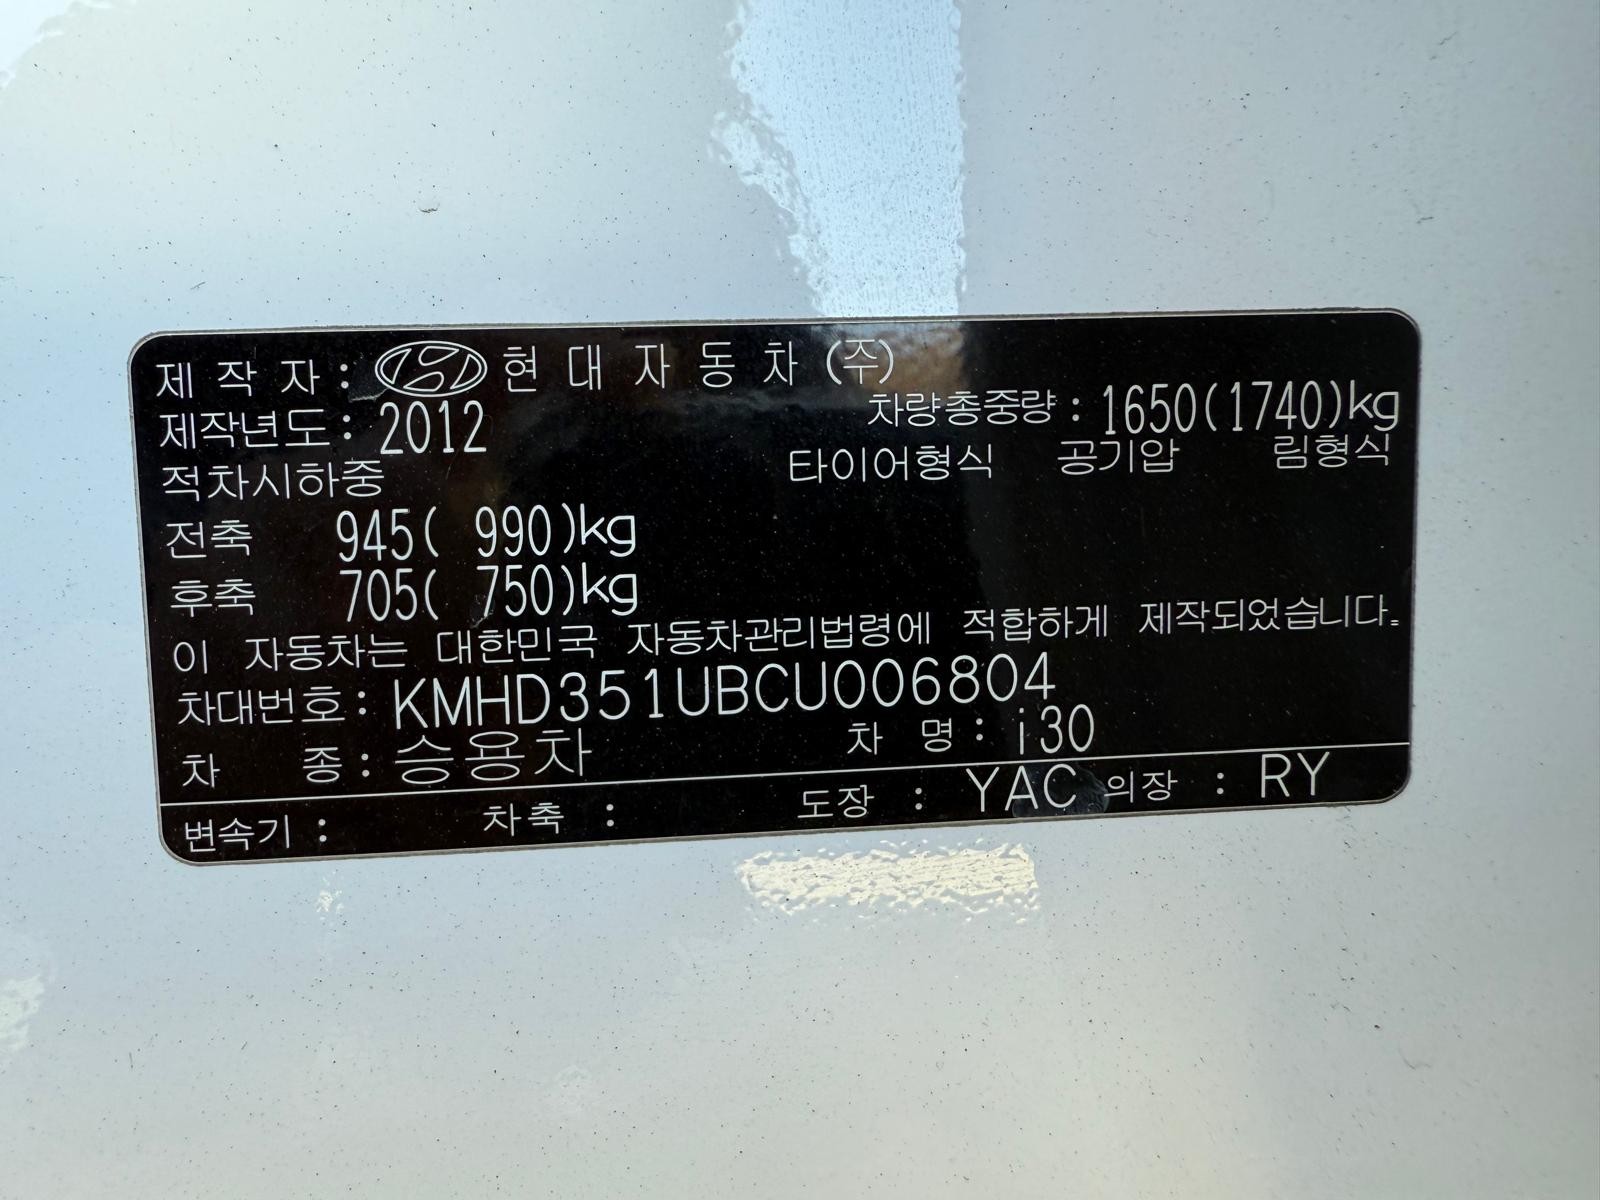 제 작 자 : 현 대 자 동 차 (주)
제작년도 : 2012 차량총중량 : 1650(1740)kg
적차시하중 타이어형식 공기압 림형식
전축 945( 990)kg
후축 705( 750)kg
이 자동차는 대한민국 자동차관리법령에 적합하게 제작되었습니다.
차대번호 : KMHD351UBCU006804
차 종 : 승용차 차 명 : i30
변속기 : 차축 : 도장 : YAC 의장 : RY